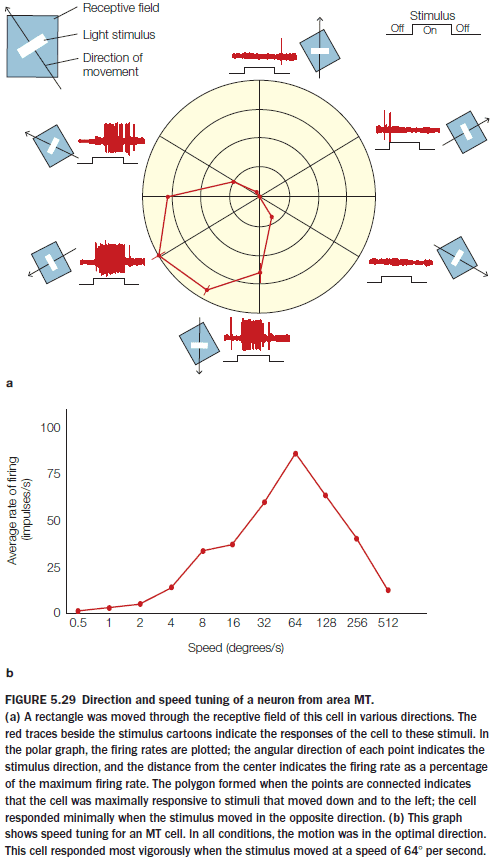 Receptive field
Light stimulus
Direction of
movement
Stimulus
Off On Off
a
Average rate of firing
(impulses/s)
100
75
50
25
0
0.5 1 2 4 8 16 32 64 128 256 512
Speed (degrees/s)
b
FIGURE 5.29 Direction and speed tuning of a neuron from area MT.
(a) A rectangle was moved through the receptive field of this cell in various directions. The
red traces beside the stimulus cartoons indicate the responses of the cell to these stimuli. In
the polar graph, the firing rates are plotted; the angular direction of each point indicates the
stimulus direction, and the distance from the center indicates the firing rate as a percentage
of the maximum firing rate. The polygon formed when the points are connected indicates
that the cell was maximally responsive to stimuli that moved down and to the left; the cell
responded minimally when the stimulus moved in the opposite direction. (b) This graph
shows speed tuning for an MT cell. In all conditions, the motion was in the optimal direction.
This cell responded most vigorously when the stimulus moved at a speed of 64° per second.